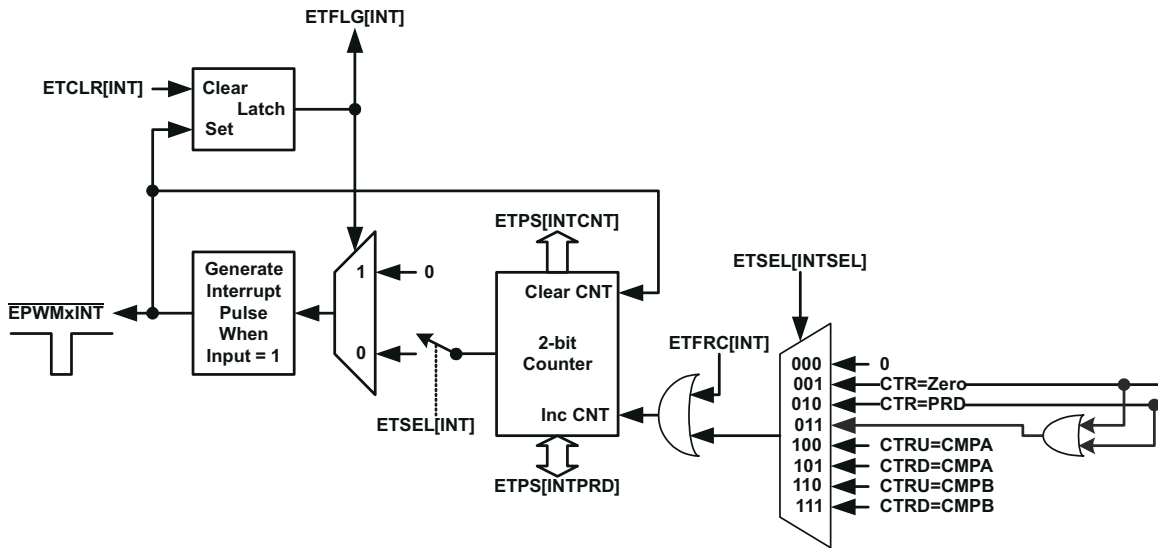 ETFLG[INT]
ETCLR[INT]
Clear
Latch
Set
ETPS[INTCNT]
ETSEL[INTSEL]
Generate
Interrupt
Pulse
When
Input = 1
1
0
0
EPWMxINT
Clear CNT
2-bit
Counter
Inc CNT
ETFRC[INT]
ETSEL[INT]
ETPS[INTPRD]
000 0
001 CTR=Zero
010 CTR=PRD
011
100 CTRU=CMPA
101 CTRD=CMPA
110 CTRU=CMPB
111 CTRD=CMPB